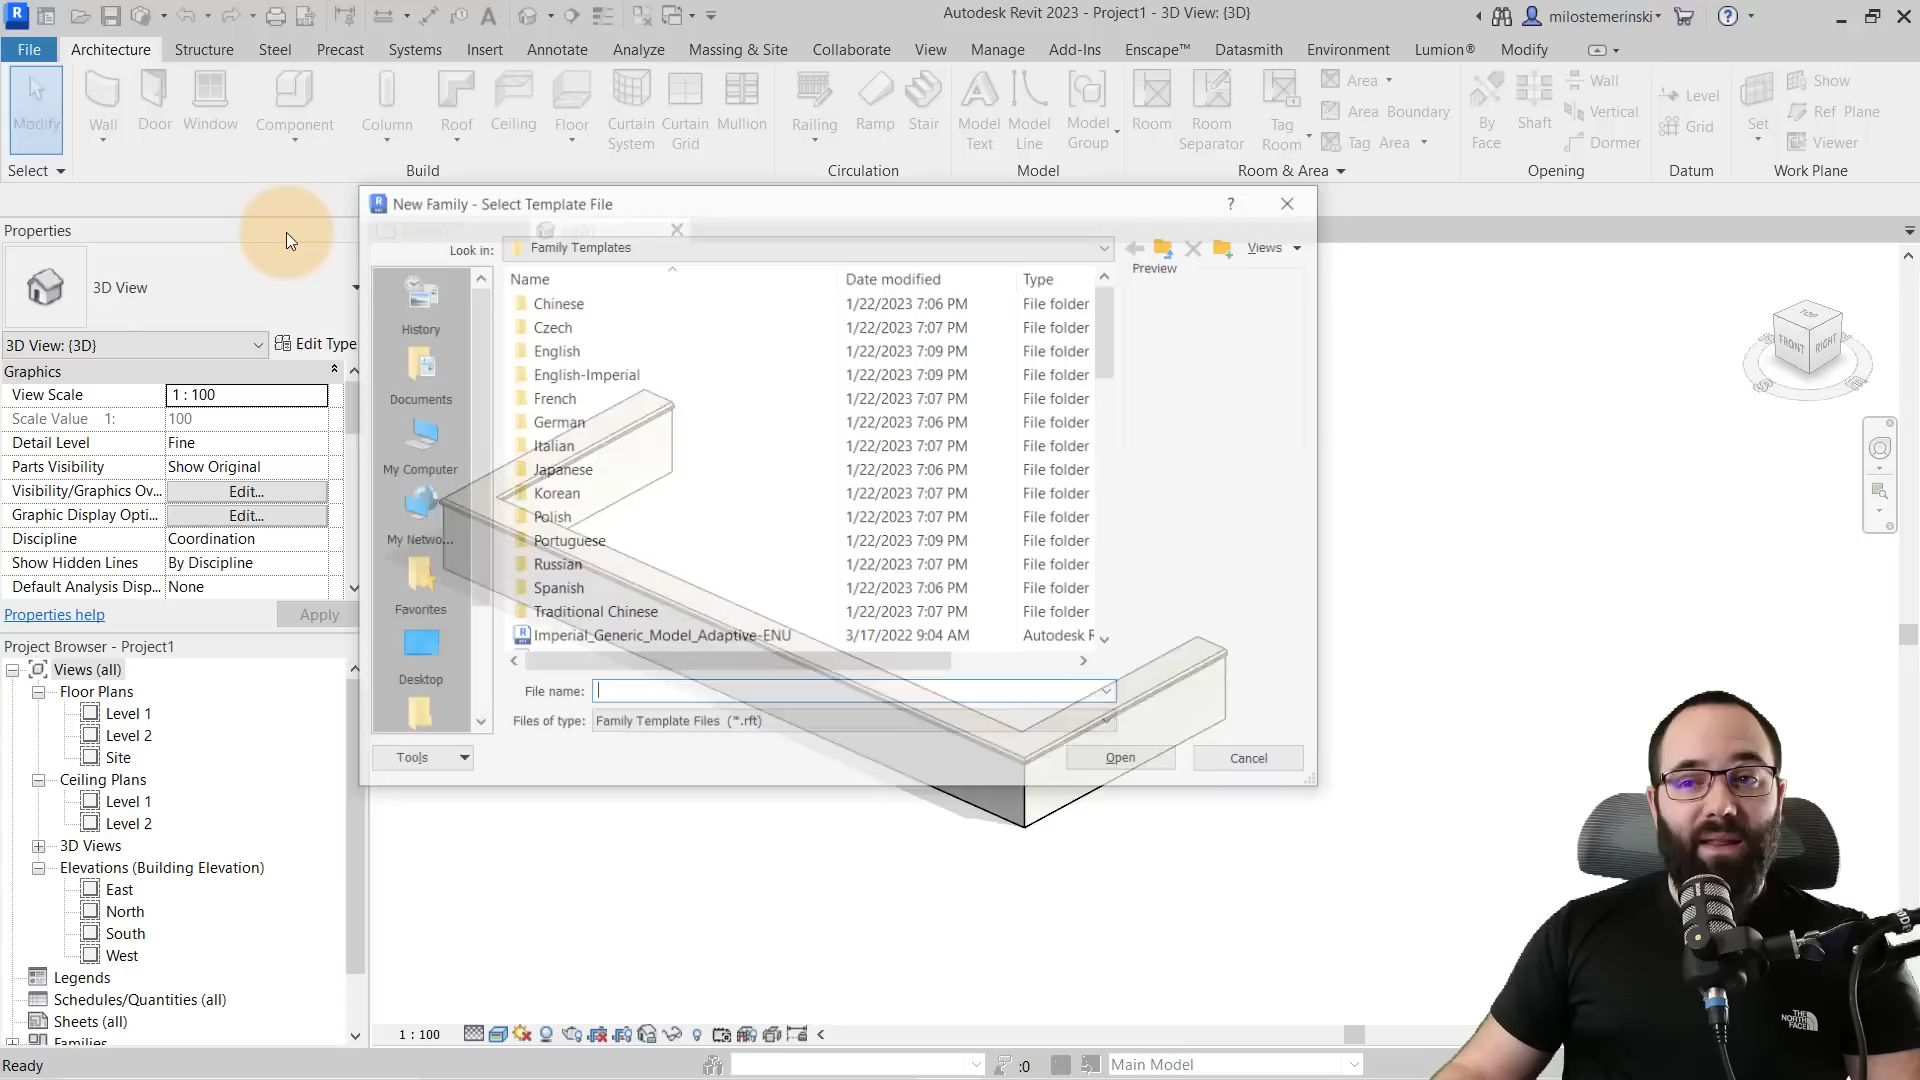 Autodesk Revit 2023 - Project1 - 3D View: {3D}
milostemerinski
File Architecture Structure Steel Precast Systems Insert Annotate Analyze Massing & Site Collaborate View Manage Add-Ins Enscape™ Datasmith Environment Lumion® Modify
Modify
Wall
Door
Window
Component
Column
Roof
Ceiling
Floor
Curtain System
Curtain Grid
Mullion
Railing
Ramp
Stair
Model Text
Model Line
Model Group
Room
Room Separator
Tag Room
Area
Area Boundary
Tag Area
By Face
Shaft
Wall
Vertical
Dormer
Level
Grid
Set
Show
Ref Plane
Viewer
Select Build Circulation Model Room & Area Opening Datum Work Plane
Properties
3D View
3D View: {3D} Edit Type
Graphics
View Scale 1 : 100
Scale Value 1: 100
Detail Level Fine
Parts Visibility Show Original
Visibility/Graphics Ov... Edit...
Graphic Display Opti... Edit...
Discipline Coordination
Show Hidden Lines By Discipline
Default Analysis Disp... None
Properties help Apply
Project Browser - Project1
Views (all)
Floor Plans
Level 1
Level 2
Site
Ceiling Plans
Level 1
Level 2
3D Views
Elevations (Building Elevation)
East
North
South
West
Legends
Schedules/Quantities (all)
Sheets (all)
Families
New Family - Select Template File
Look in: Family Templates Views
History
Documents
My Computer
My Netwo...
Favorites
Desktop
Name Date modified Type
Chinese 1/22/2023 7:06 PM File folder
Czech 1/22/2023 7:07 PM File folder
English 1/22/2023 7:09 PM File folder
English-Imperial 1/22/2023 7:09 PM File folder
French 1/22/2023 7:07 PM File folder
German 1/22/2023 7:06 PM File folder
Italian 1/22/2023 7:07 PM File folder
Japanese 1/22/2023 7:06 PM File folder
Korean 1/22/2023 7:07 PM File folder
Polish 1/22/2023 7:07 PM File folder
Portuguese 1/22/2023 7:09 PM File folder
Russian 1/22/2023 7:07 PM File folder
Spanish 1/22/2023 7:06 PM File folder
Traditional Chinese 1/22/2023 7:07 PM File folder
Imperial_Generic_Model_Adaptive-ENU 3/17/2022 9:04 AM Autodesk R
Preview
File name:
Files of type: Family Template Files (*.rft)
Tools Open Cancel
TOP
FRONT
RIGHT
THE NORTH FACE
1 : 100
Ready
:0
Main Model